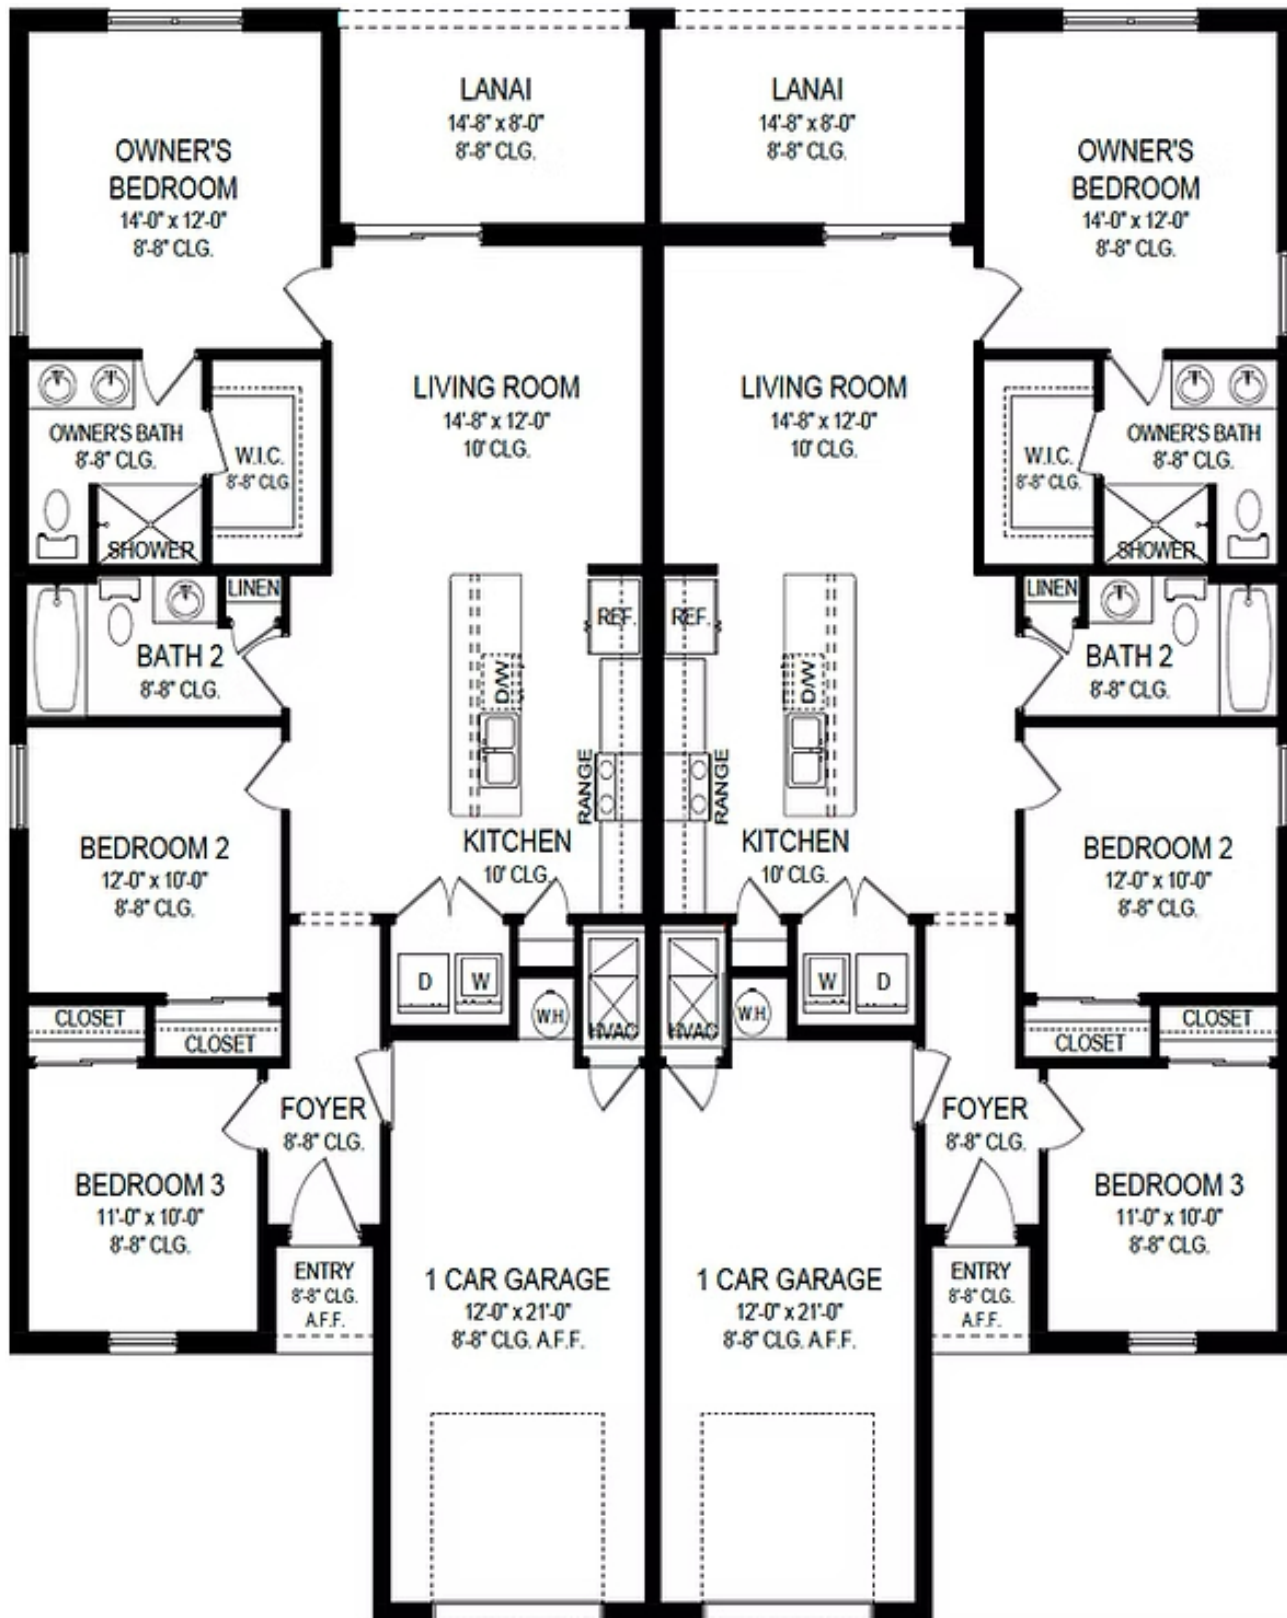 LANAI
14'-8" x 8'-0"
8'-8" CLG.
LANAI
14'-8" x 8'-0"
8'-8" CLG.
OWNER'S
BEDROOM
14'-0" x 12'-0"
8'-8" CLG.
OWNER'S
BEDROOM
14'-0" x 12'-0"
8'-8" CLG.
LIVING ROOM
14'-8" x 12'-0"
10' CLG.
LIVING ROOM
14'-8" x 12'-0"
10' CLG.
OWNER'S BATH
8'-8" CLG.
W.I.C.
8'-8" CLG
SHOWER
W.I.C.
8'-8" CLG.
OWNER'S BATH
8'-8" CLG.
SHOWER
LINEN
BATH 2
8'-8" CLG.
REF.
REF.
D/W
D/W
RANGE
RANGE
LINEN
BATH 2
8'-8" CLG.
KITCHEN
10' CLG.
KITCHEN
10' CLG.
BEDROOM 2
12'-0" x 10'-0"
8'-8" CLG.
BEDROOM 2
12'-0" x 10'-0"
8'-8" CLG.
D
W
W.H.
HVAC
HVAC
W.H.
W
D
CLOSET
CLOSET
CLOSET
CLOSET
FOYER
8'-8" CLG.
FOYER
8'-8" CLG.
BEDROOM 3
11'-0" x 10'-0"
8'-8" CLG.
BEDROOM 3
11'-0" x 10'-0"
8'-8" CLG.
ENTRY
8'-8" CLG.
A.F.F.
1 CAR GARAGE
12'-0" x 21'-0"
8'-8" CLG. A.F.F.
1 CAR GARAGE
12'-0" x 21'-0"
8'-8" CLG. A.F.F.
ENTRY
8'-8" CLG.
A.F.F.